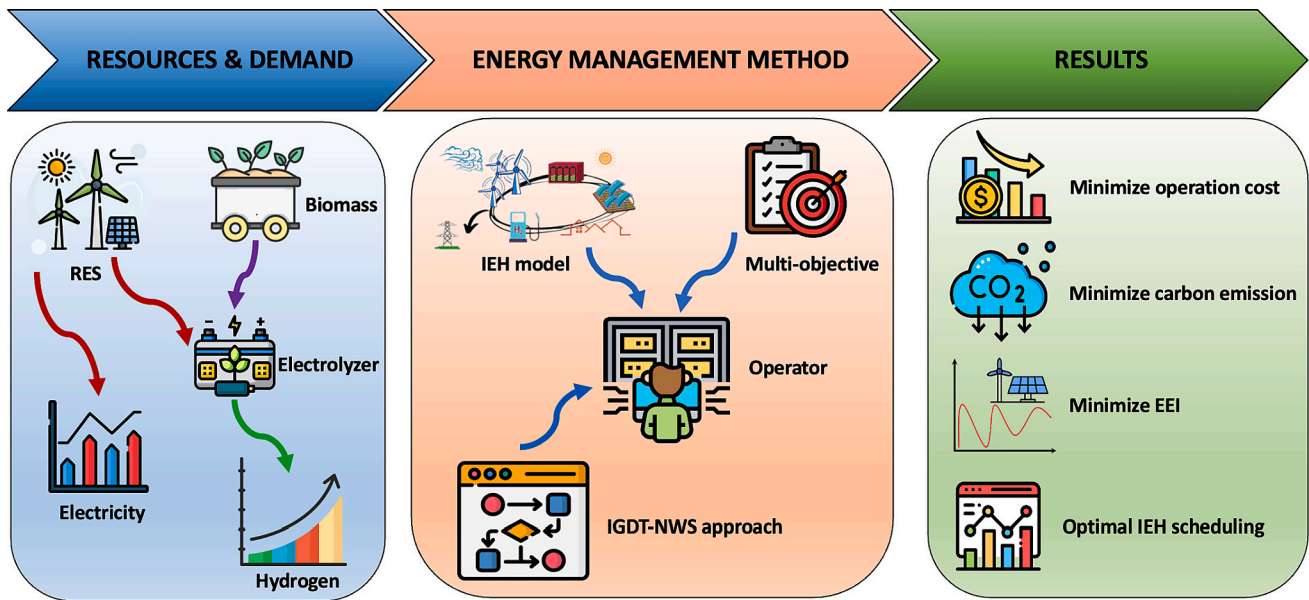 RESOURCES & DEMAND
ENERGY MANAGEMENT METHOD
RESULTS
RES
Biomass
Electrolyzer
Electricity
Hydrogen
H2
IEH model
Multi-objective
Operator
IGDT-NWS approach
$
Minimize operation cost
CO2
Minimize carbon emission
Minimize EEI
Optimal IEH scheduling